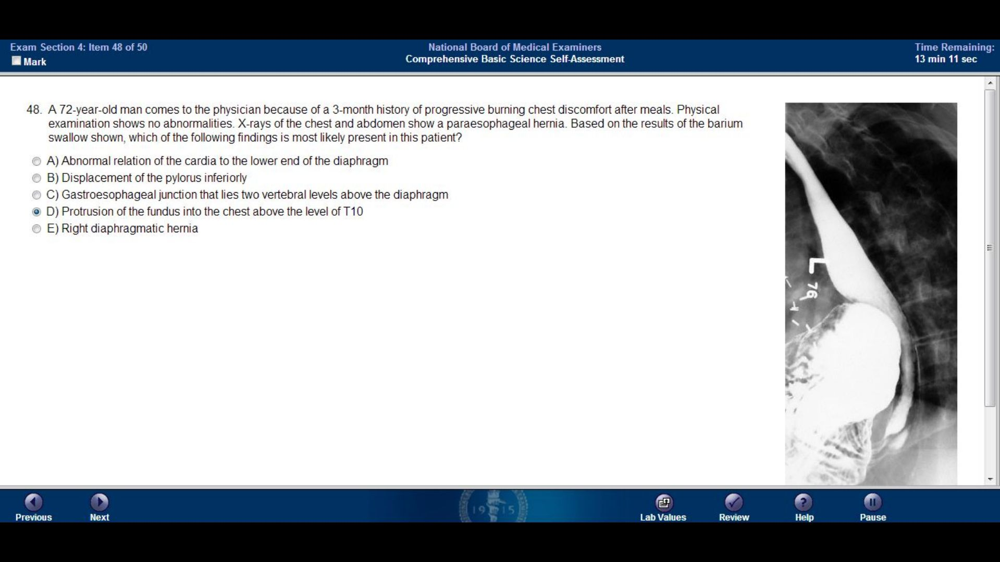 Exam Section 4: Item 48 of 50
Mark
National Board of Medical Examiners
Comprehensive Basic Science Self-Assessment
Time Remaining:
13 min 11 sec
48. A 72-year-old man comes to the physician because of a 3-month history of progressive burning chest discomfort after meals. Physical
examination shows no abnormalities. X-rays of the chest and abdomen show a paraesophageal hernia. Based on the results of the barium
swallow shown, which of the following findings is most likely present in this patient?
A) Abnormal relation of the cardia to the lower end of the diaphragm
B) Displacement of the pylorus inferiorly
C) Gastroesophageal junction that lies two vertebral levels above the diaphragm
D) Protrusion of the fundus into the chest above the level of T10
E) Right diaphragmatic hernia
L
76
Previous
Next
19 15
Lab Values
Review
Help
Pause